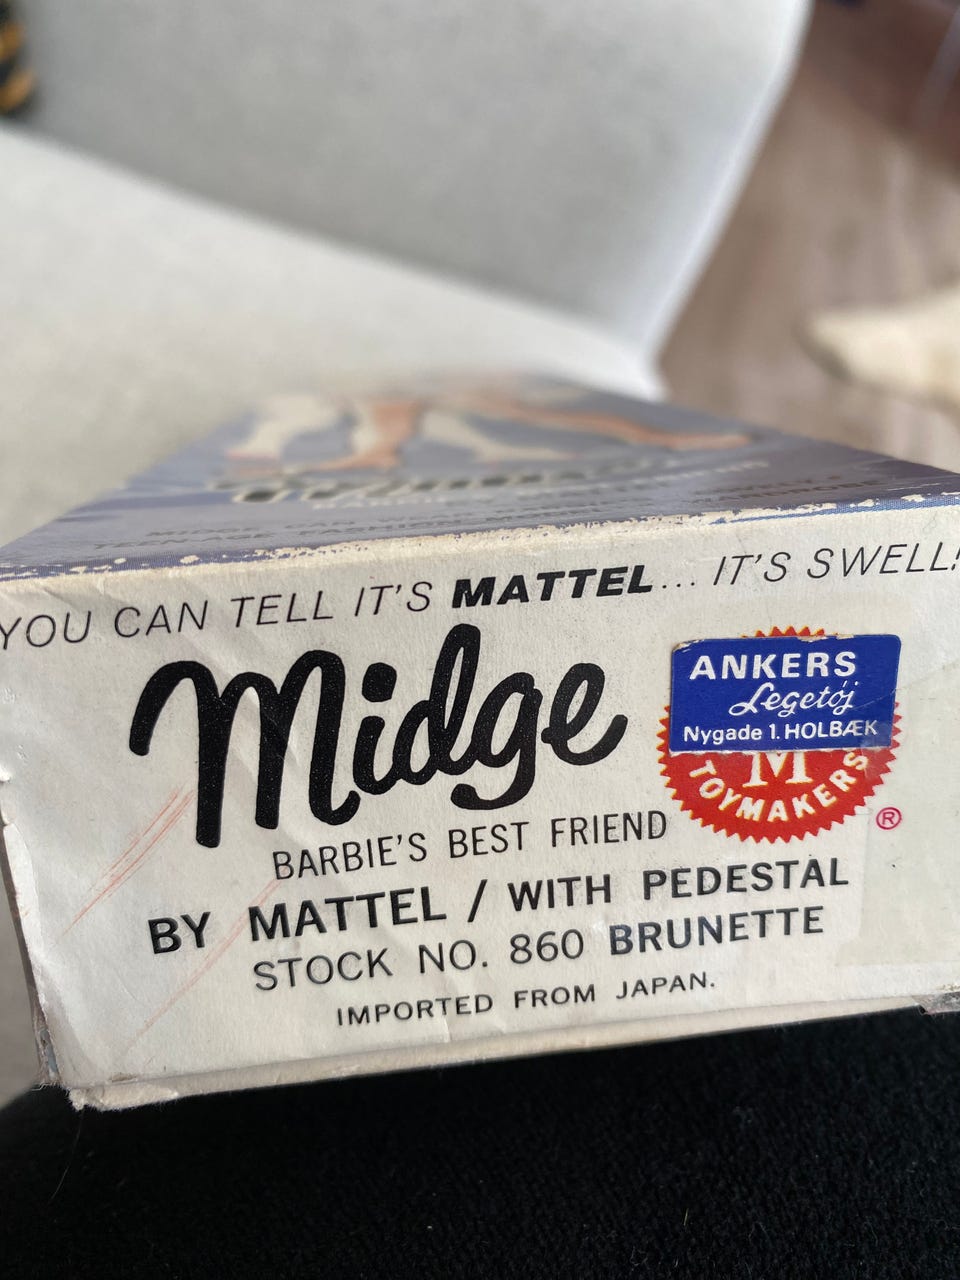 YOU CAN TELL IT'S MATTEL... IT'S SWELL!
Midge
BARBIE'S BEST FRIEND
BY MATTEL / WITH PEDESTAL
STOCK NO. 860 BRUNETTE
IMPORTED FROM JAPAN.
ANKERS
Legetöj
Nygade 1. HOLBÆK
M
TOYMAKERS
®